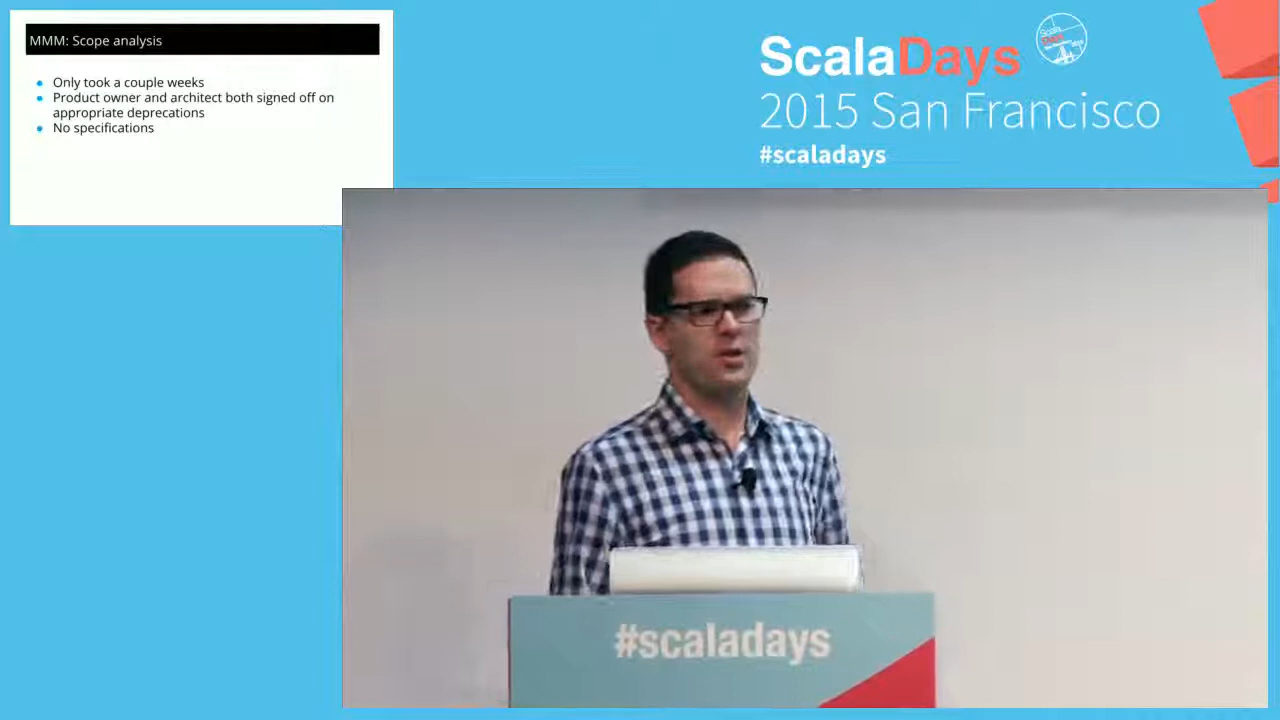 MMM: Scope analysis
Only took a couple weeks
Product owner and architect both signed off on
appropriate deprecations
No specifications
ScalaDays
2015 San Francisco
#scaladays
#scaladays